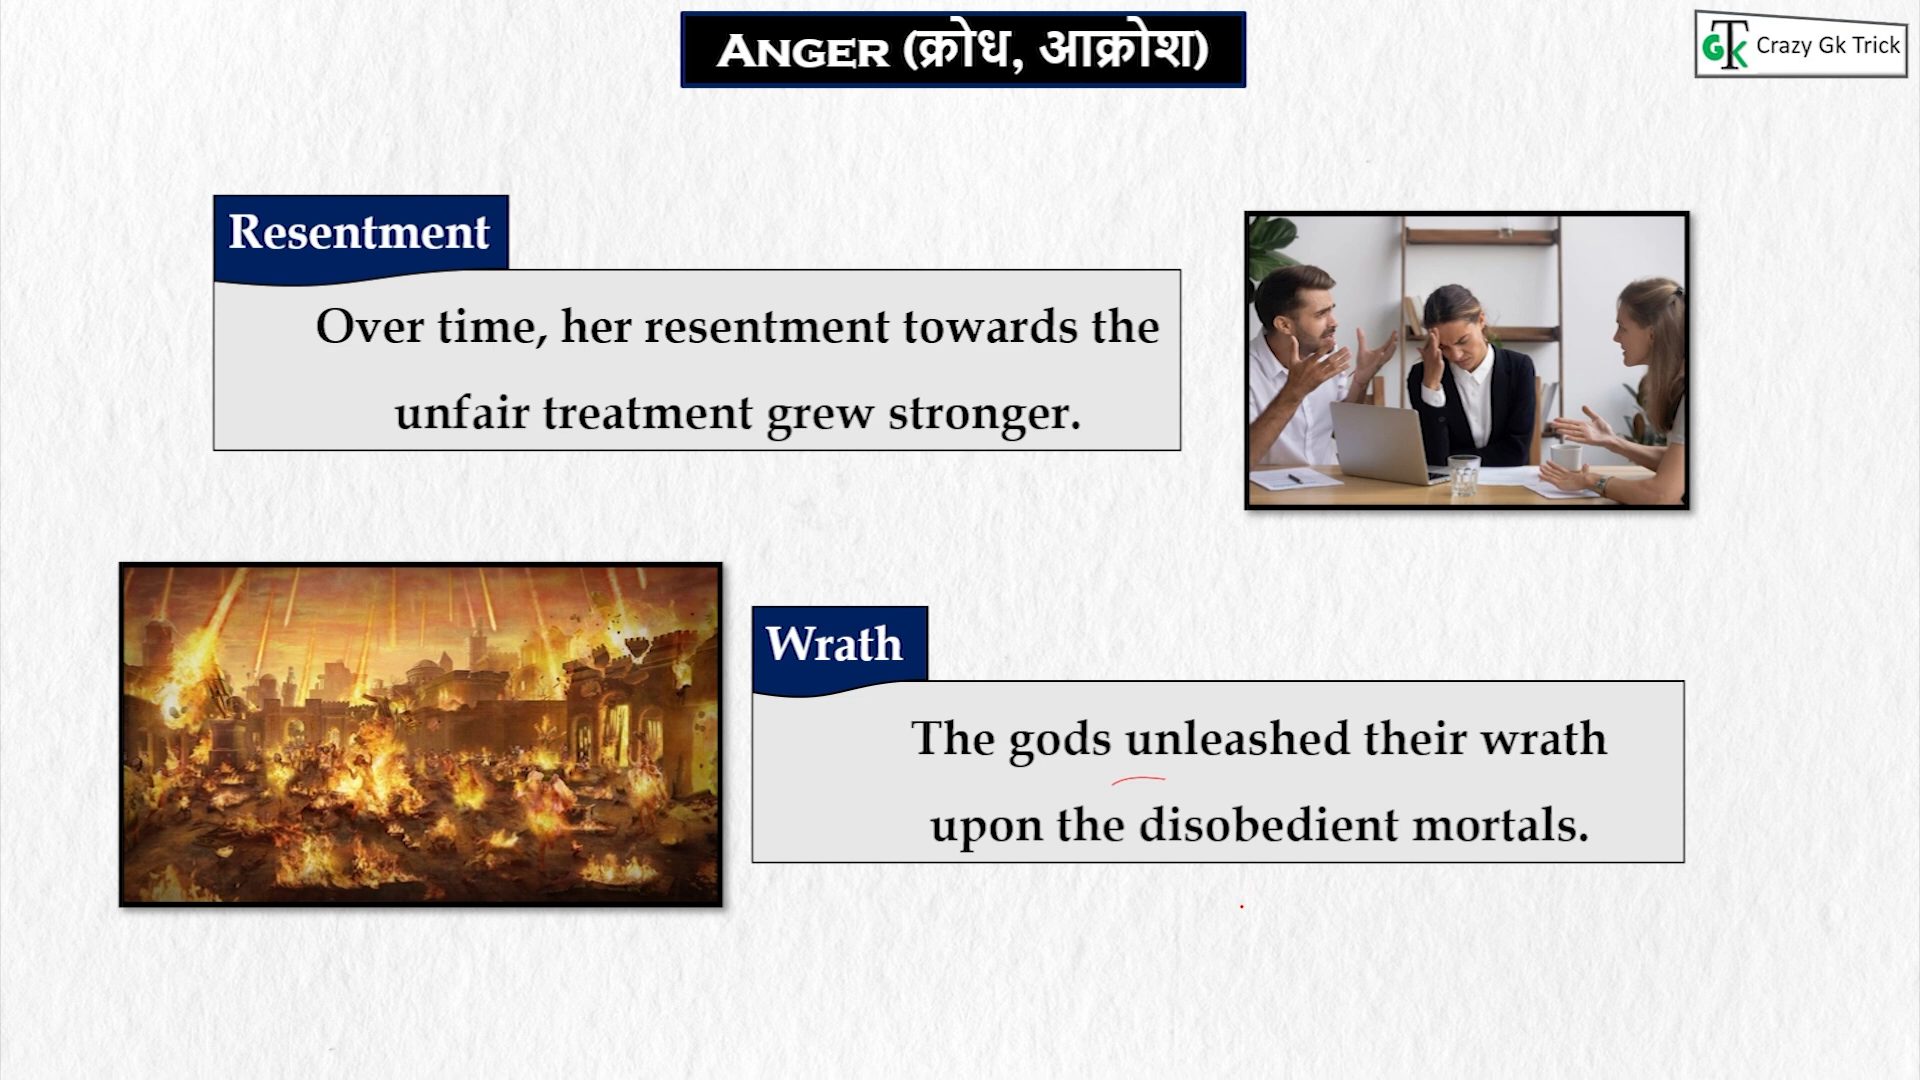 ANGER (क्रोध, आक्रोश)
GTK Crazy Gk Trick
Resentment
Over time, her resentment towards the
unfair treatment grew stronger.
Wrath
The gods unleashed their wrath
upon the disobedient mortals.